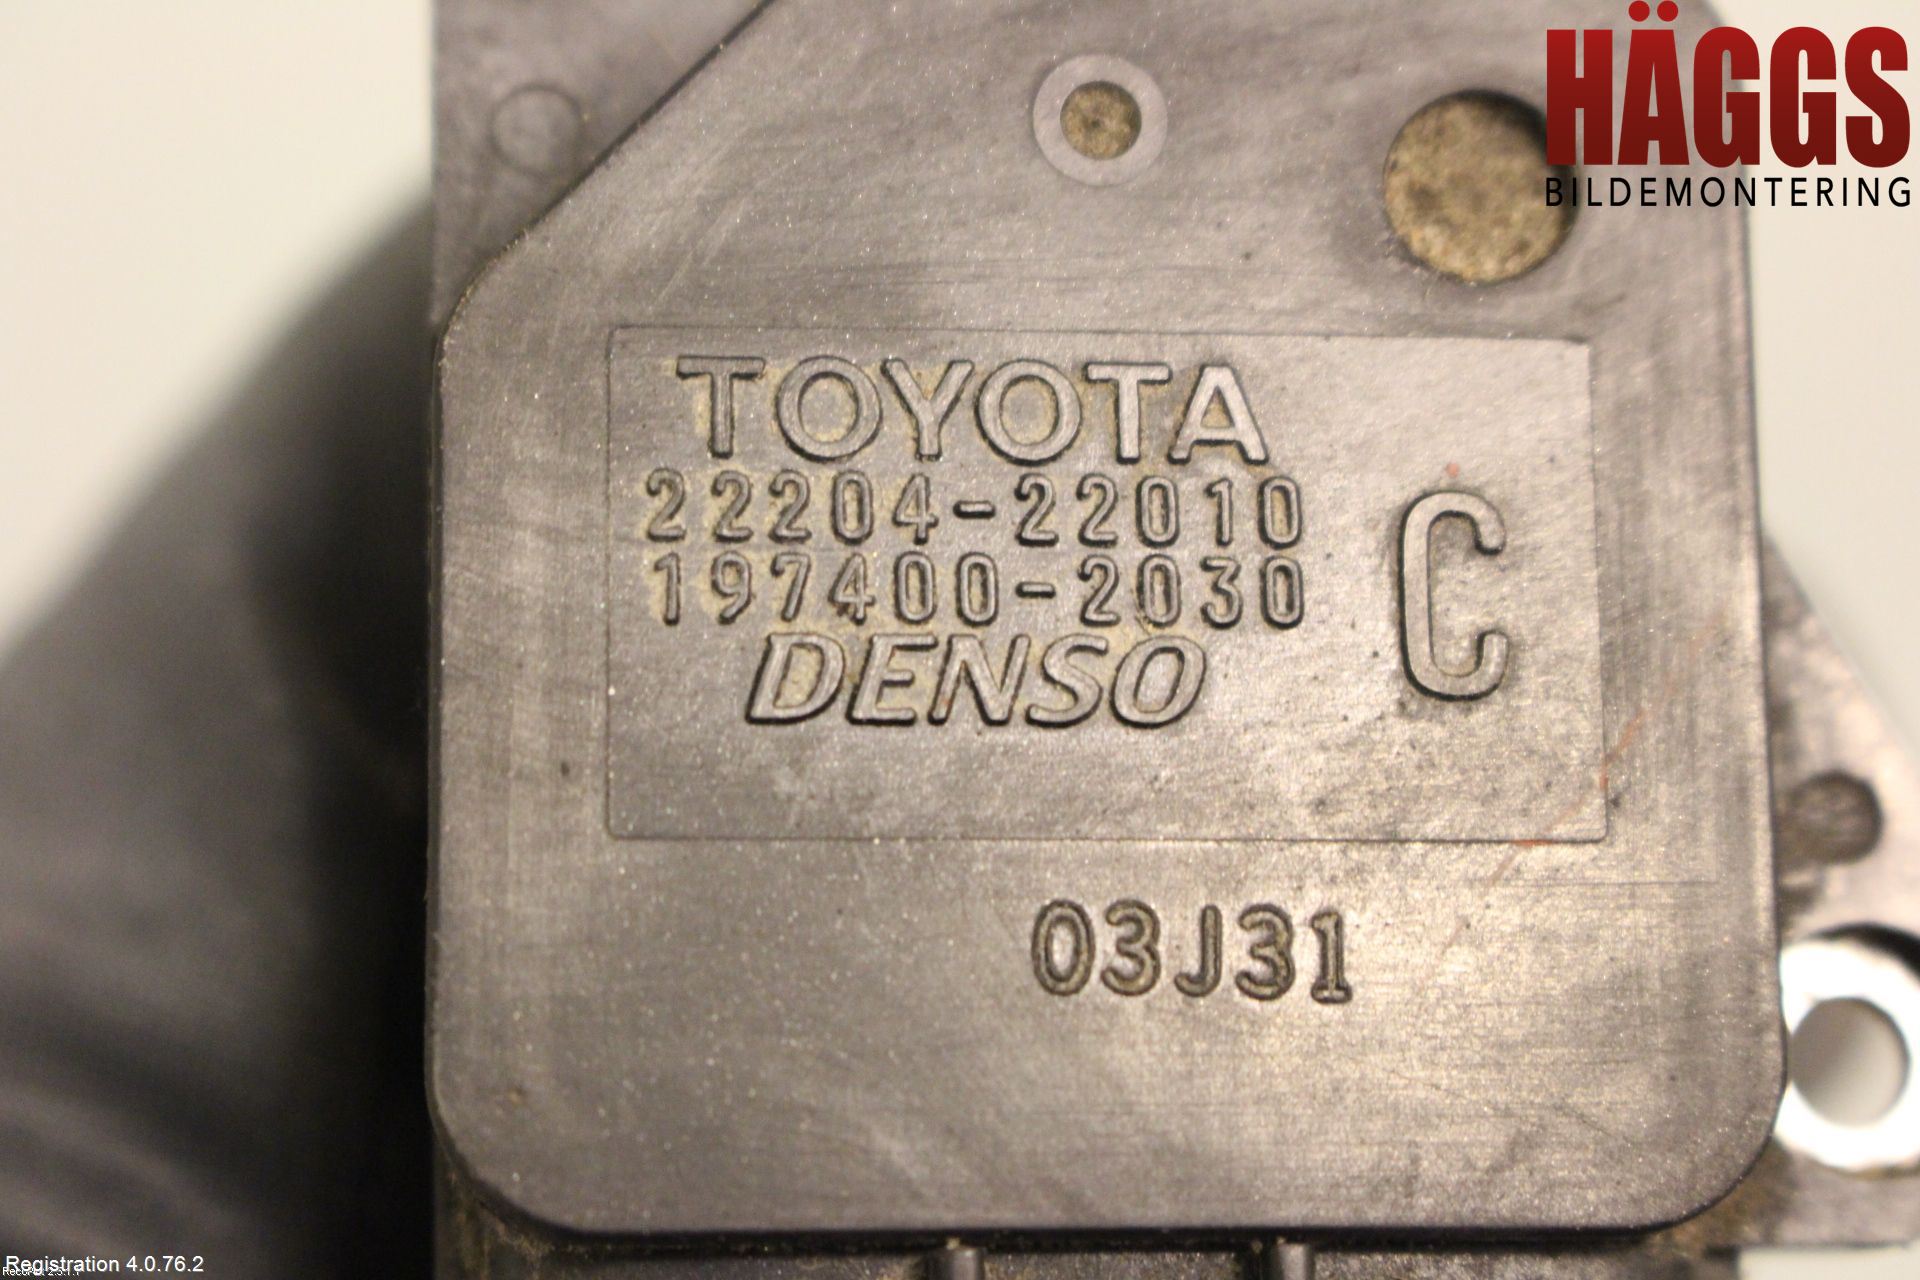 HÄGGS
BILDEMONTERING
TOYOTA
22204-22010
197400-2030
C
DENSO
03J31
Registration 4.0.76.2